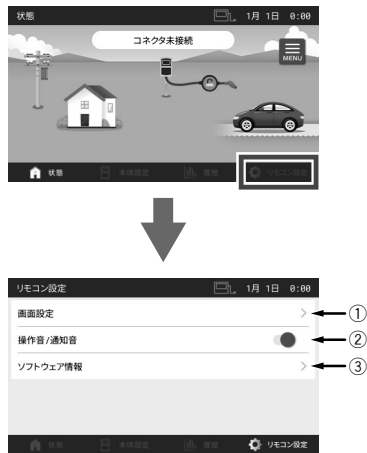 状態 1月 1日 0:00
コネクタ未接続
MENU
状態 本体設定 履歴 リモコン設定
リモコン設定 1月 1日 0:00
画面設定 ①
操作音/通知音 ②
ソフトウェア情報 ③
状態 本体設定 履歴 リモコン設定